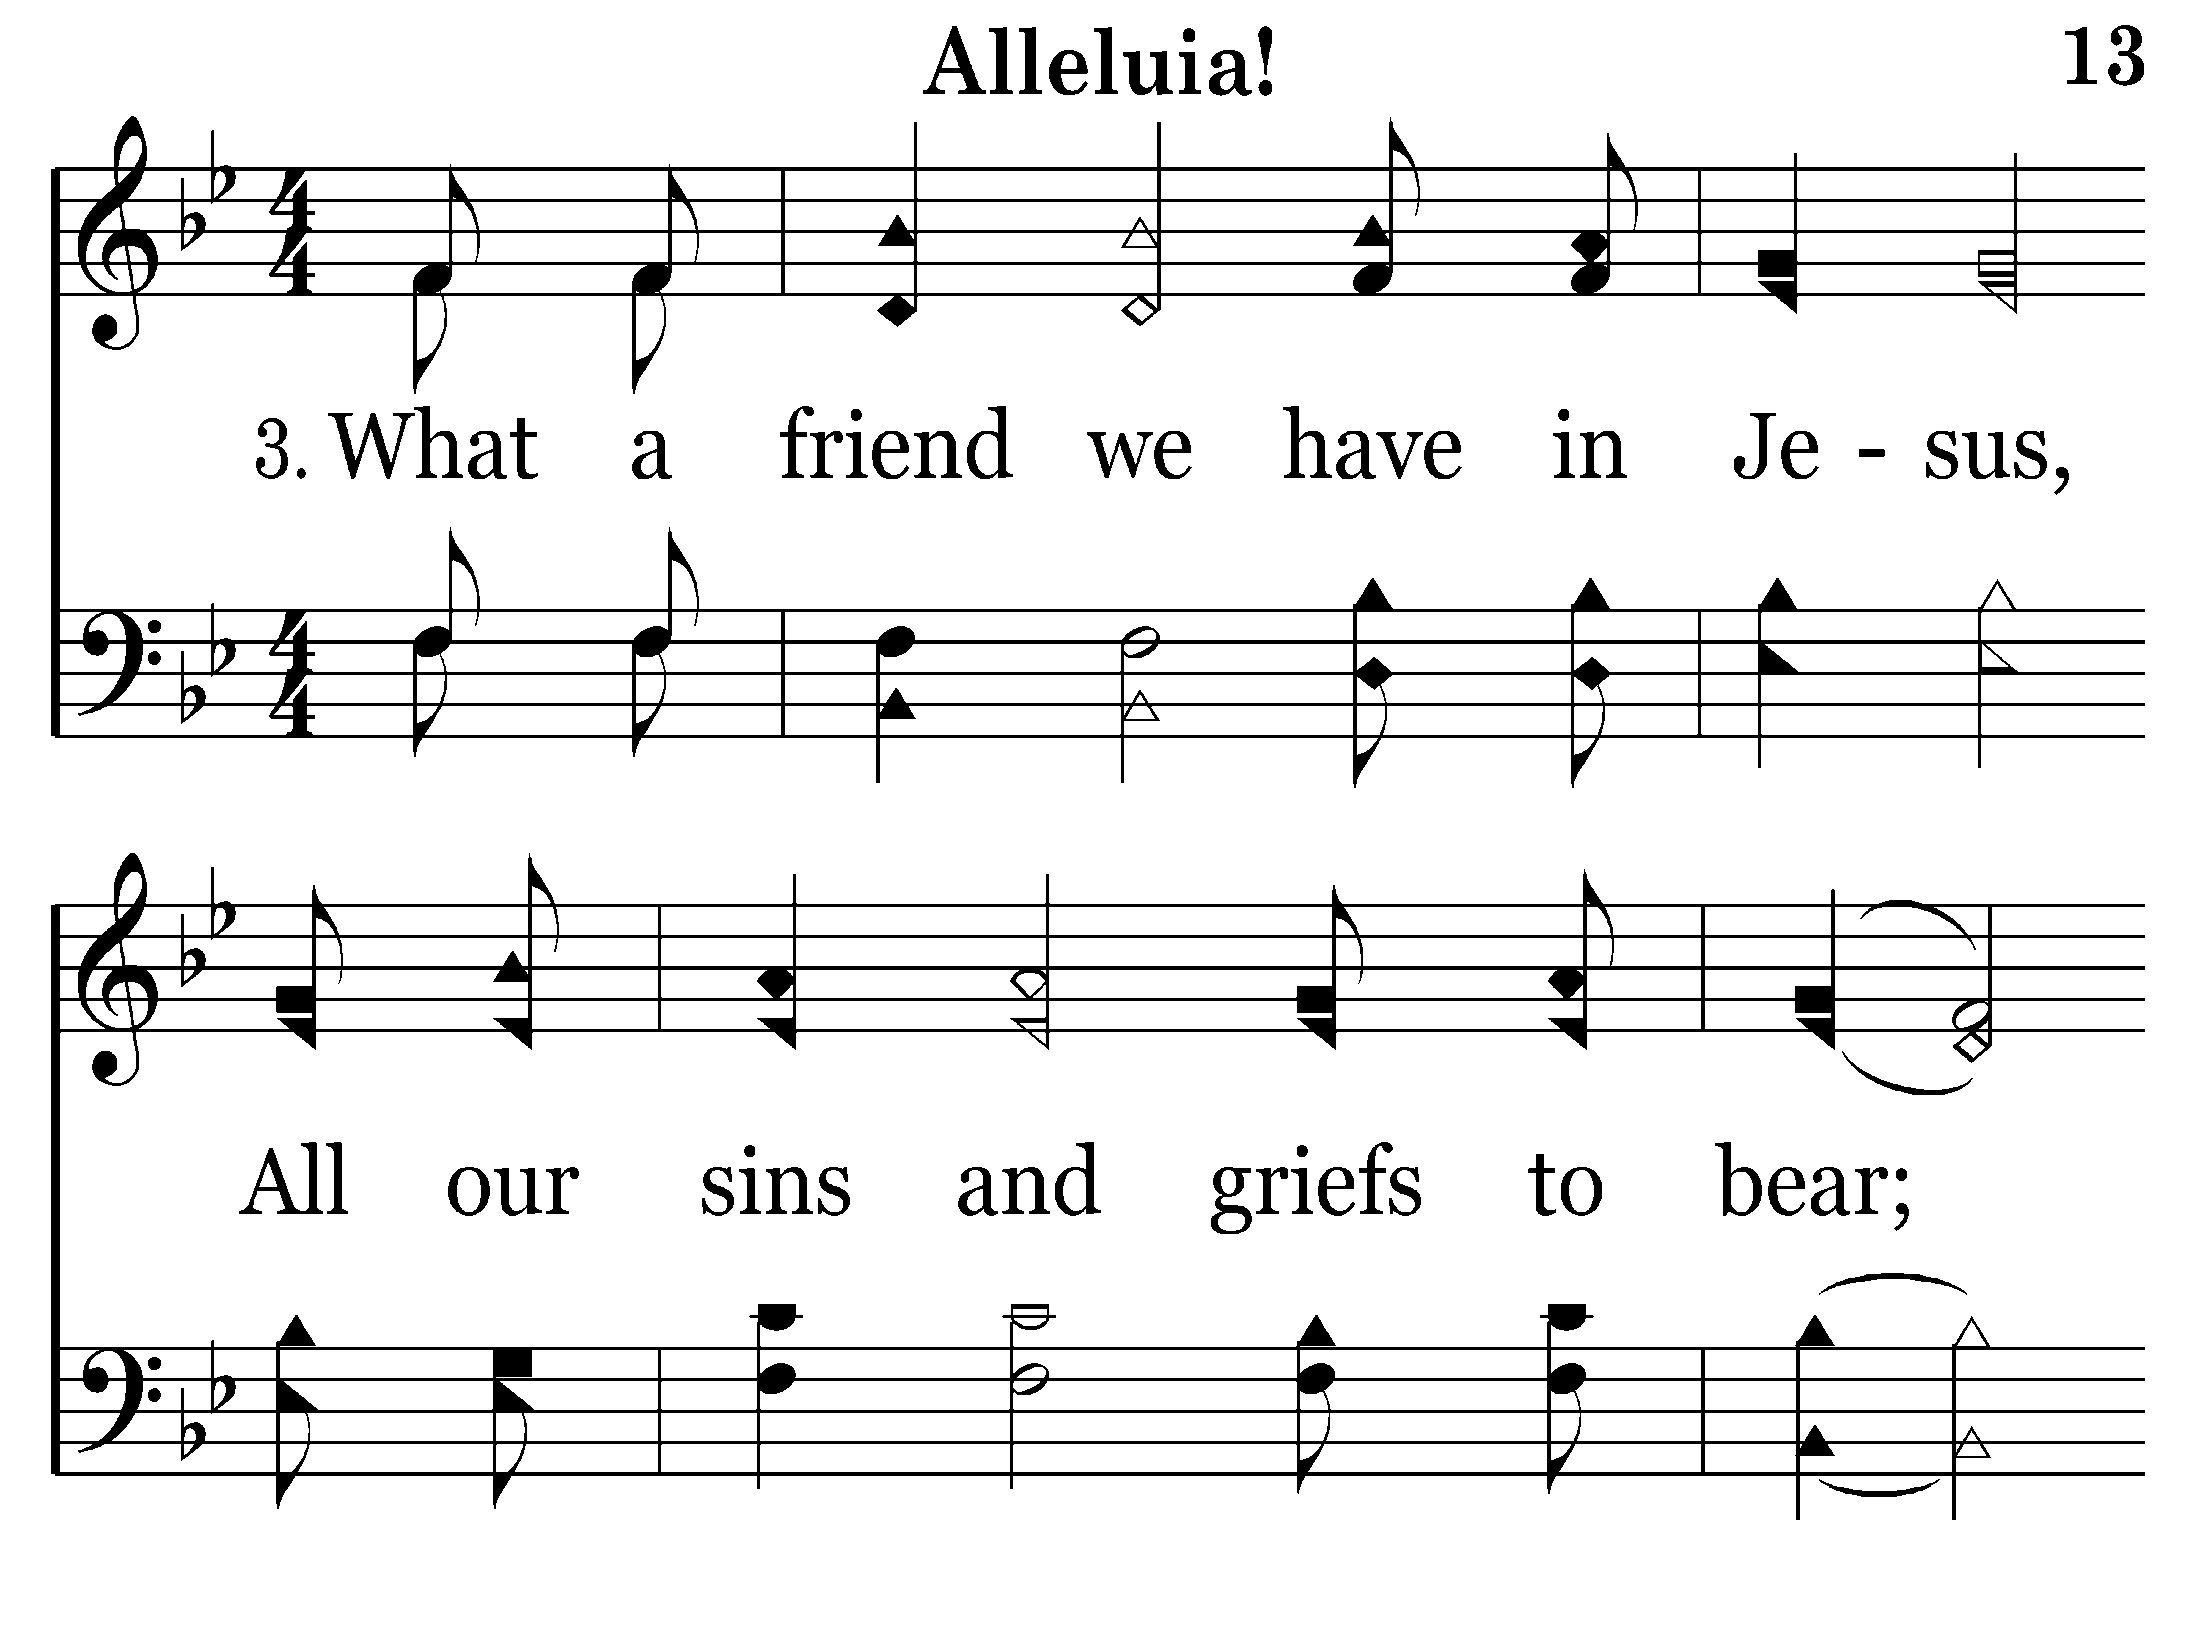 Alleluia! 13
3. What a friend we have in Je - sus,
All our sins and griefs to bear;